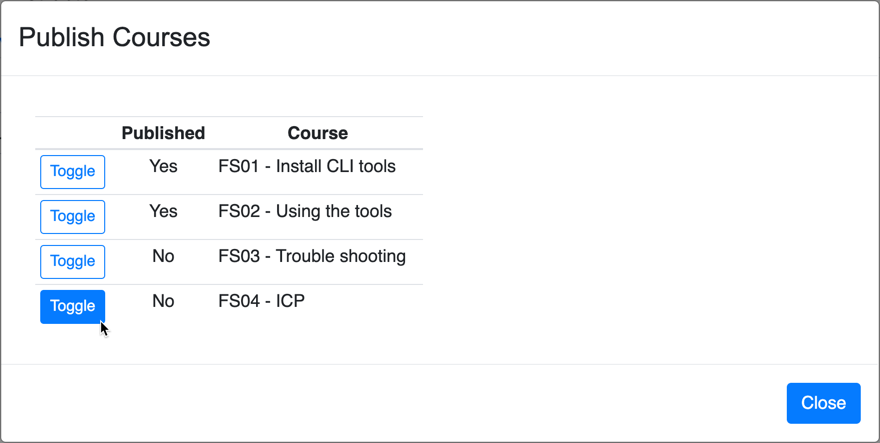 Publish Courses
Published Course
Toggle Yes FS01 - Install CLI tools
Toggle Yes FS02 - Using the tools
Toggle No FS03 - Trouble shooting
Toggle No FS04 - ICP
Close